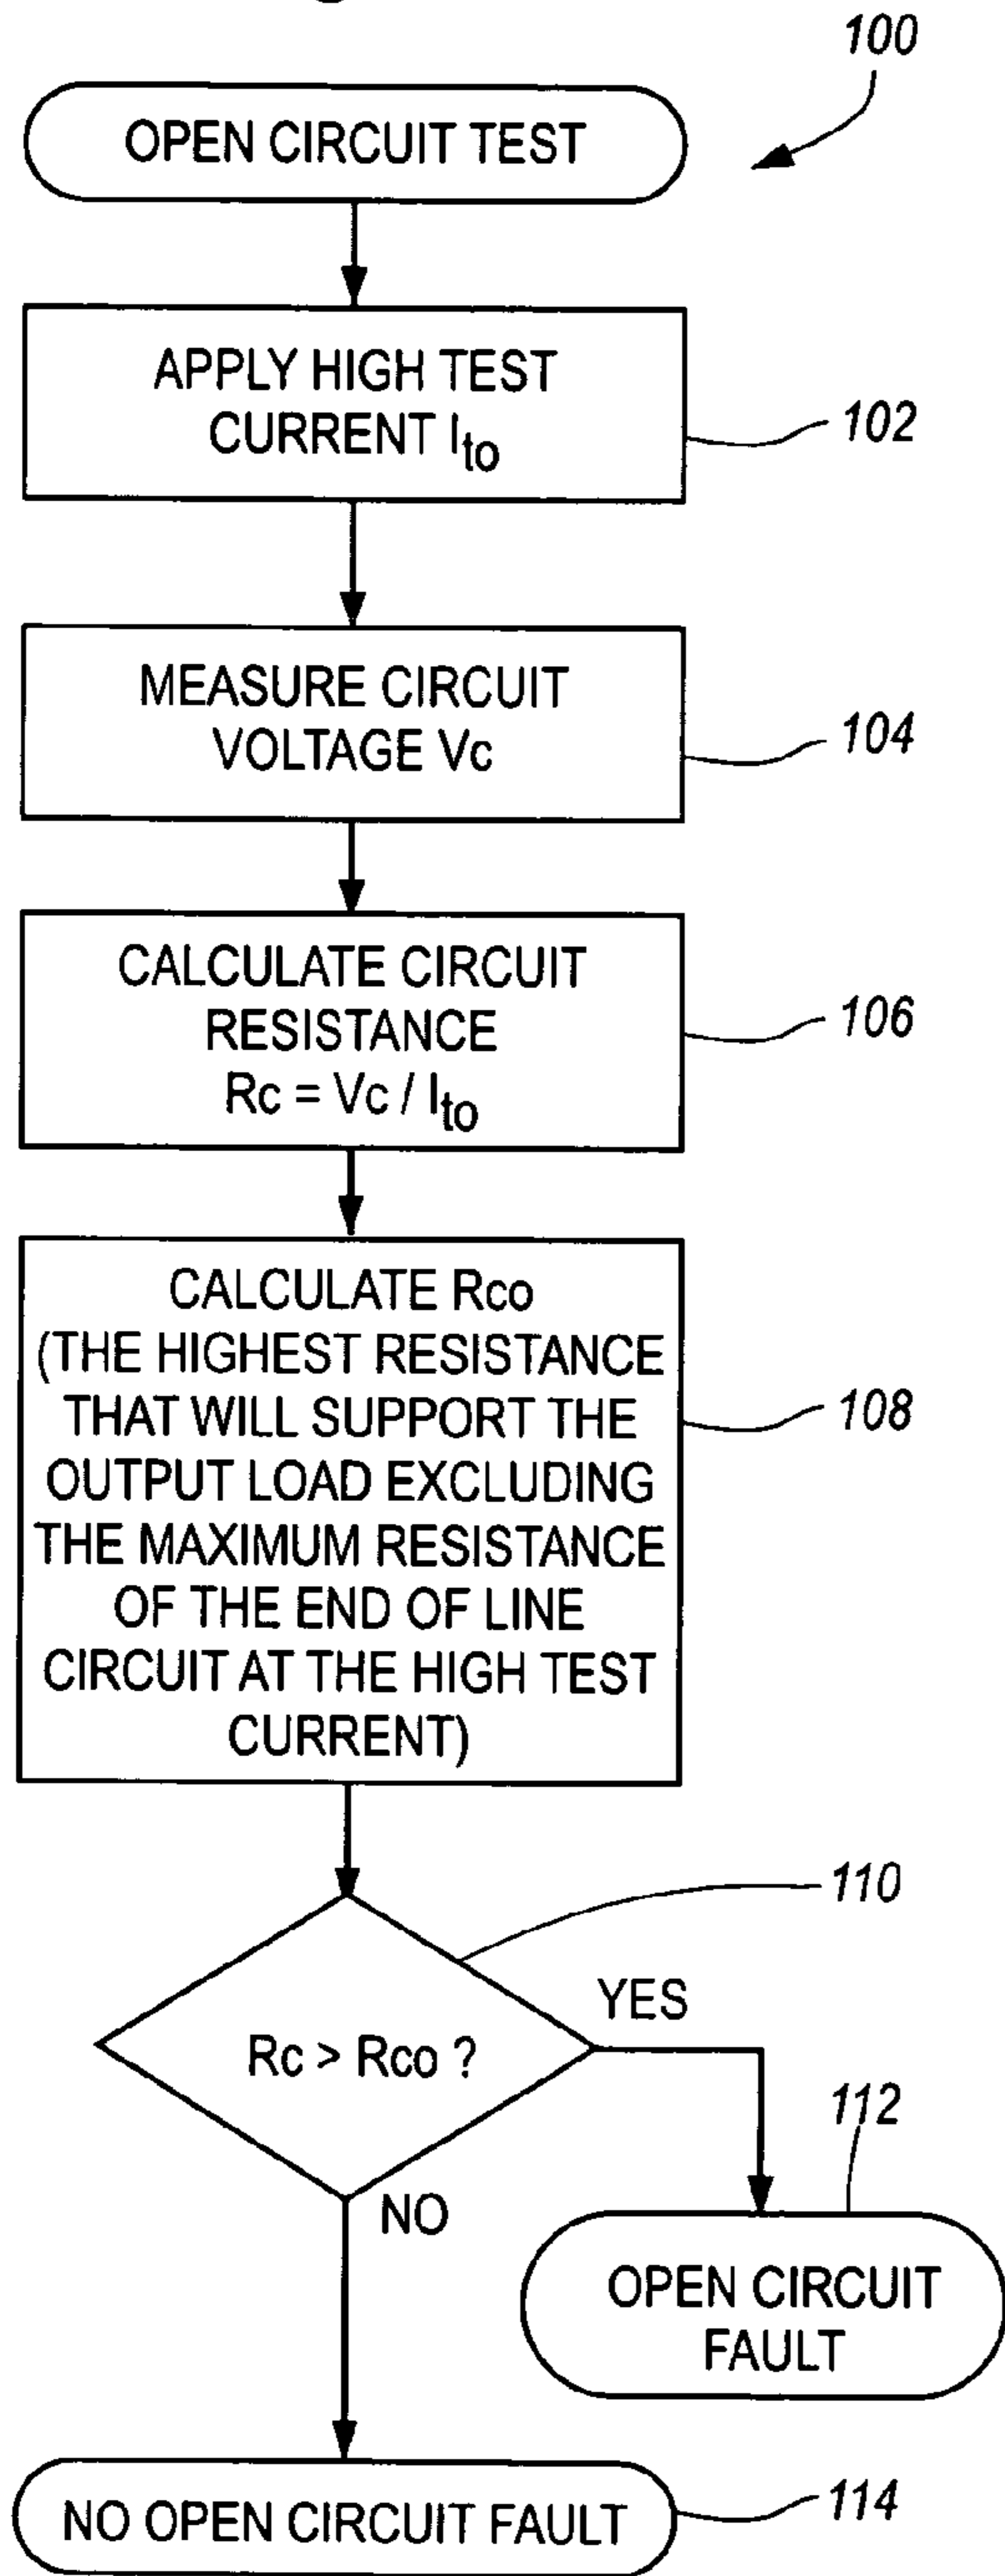 100
OPEN CIRCUIT TEST
APPLY HIGH TEST
CURRENT Ito
102
MEASURE CIRCUIT
VOLTAGE Vc
104
CALCULATE CIRCUIT
RESISTANCE
Rc = Vc / Ito
106
CALCULATE Rco
(THE HIGHEST RESISTANCE
THAT WILL SUPPORT THE
OUTPUT LOAD EXCLUDING
THE MAXIMUM RESISTANCE
OF THE END OF LINE
CIRCUIT AT THE HIGH TEST
CURRENT)
108
110
Rc > Rco ?
YES
NO
112
OPEN CIRCUIT
FAULT
NO OPEN CIRCUIT FAULT
114